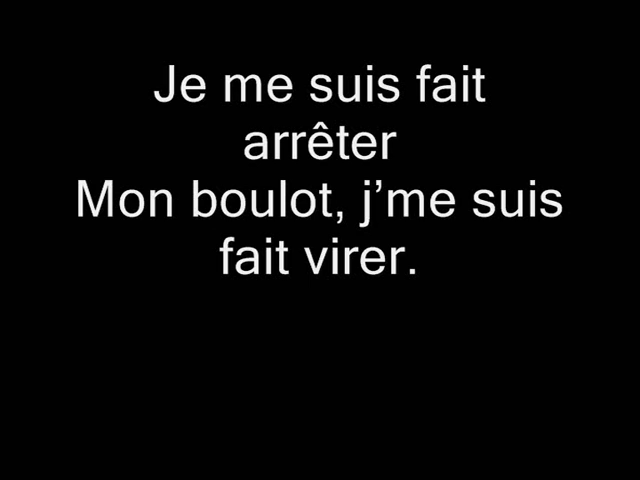 Je me suis fait
arrêter
Mon boulot, j’me suis
fait virer.